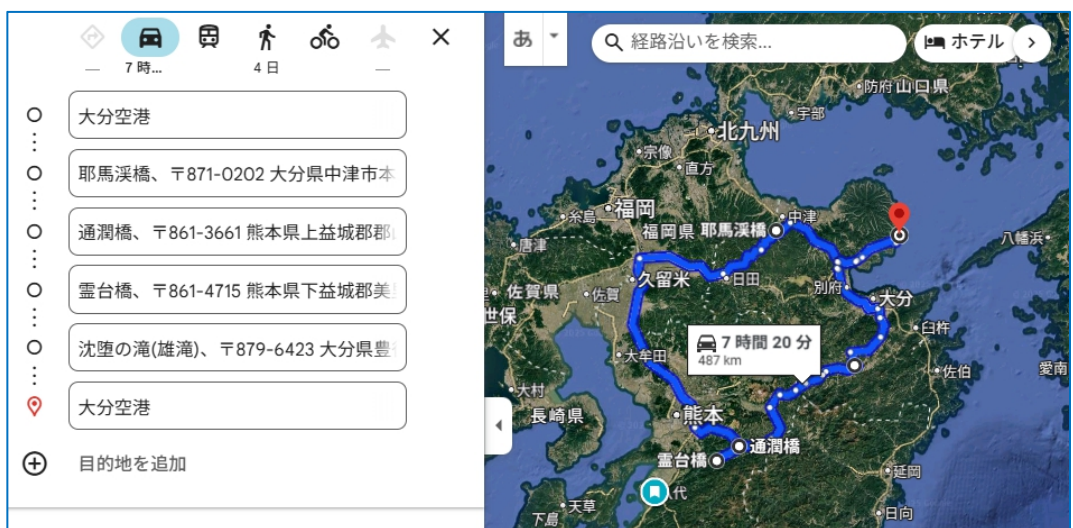 7 時...
4 日
—
—
大分空港
耶馬渓橋、〒871-0202 大分県中津市本
通潤橋、〒861-3661 熊本県上益城郡郡
霊台橋、〒861-4715 熊本県下益城郡美
沈堕の滝(雄滝)、〒879-6423 大分県豊
大分空港
目的地を追加
あ
経路沿いを検索...
ホテル
防府
山口県
宇部
北九州
宗像
直方
福岡
糸島
福岡県
耶馬渓橋
中津
唐津
八幡浜
久留米
日田
別府
佐賀県
佐賀
大分
世保
臼杵
7 時間 20 分
487 km
大牟田
佐伯
愛南
大村
長崎県
熊本
通潤橋
霊台橋
延岡
代
天草
下島
日向